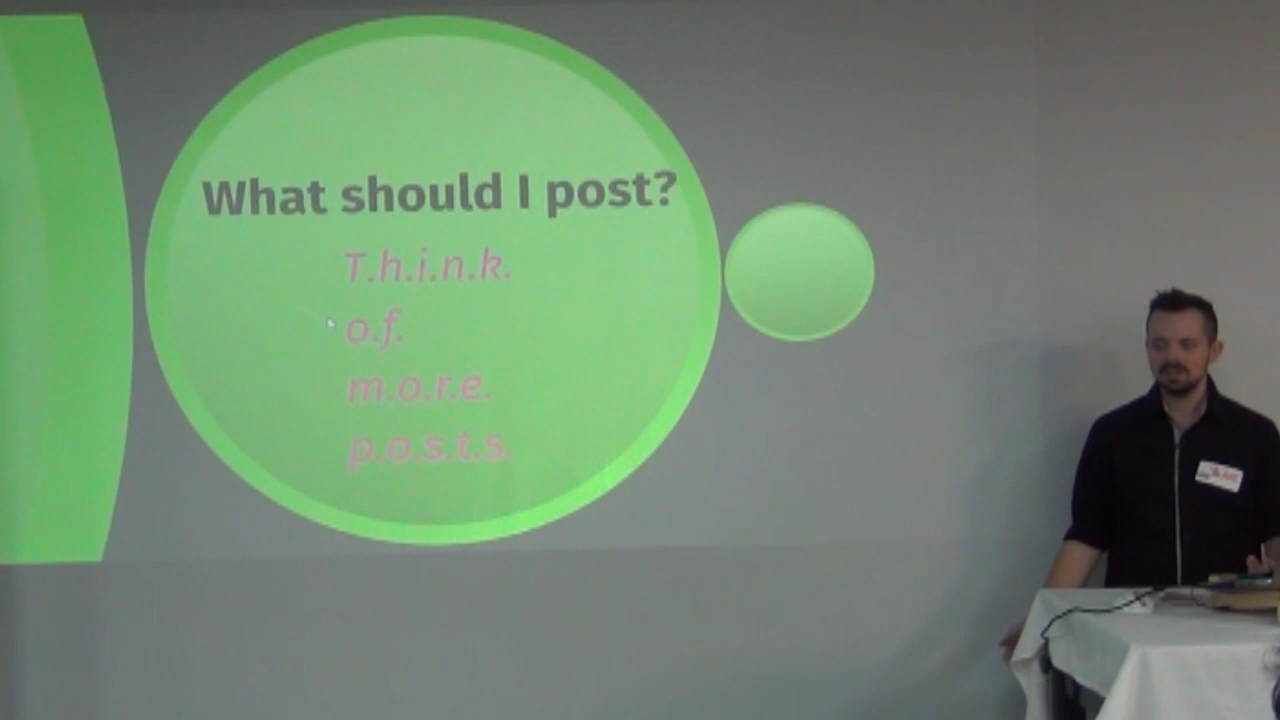 What should I post?
T.h.i.n.k.
o.f.
m.o.r.e.
p.o.s.t.s.